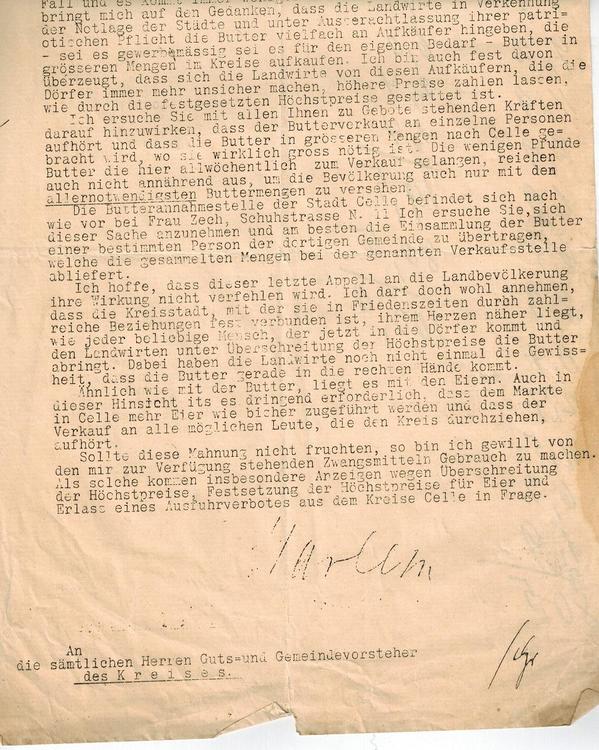 Fall und es kommt immer
bringt mich auf den Gedanken, dass die Landwirte in Verkennung
der Notlage der Städte und unter Ausserachtlassung ihrer patri=
otischen Pflicht die Butter vielfach an Aufkäufer hingeben, die
- sei es gewerbsmässig sei es für den eigenen Bedarf - Butter in
grösseren Mengen im Kreise aufkaufen. Ich bin auch fest davon
überzeugt, dass sich die Landwirte von diesen Aufkäufern, die die
Dörfer immer mehr unsicher machen, höhere Preise zahlen lassen,
wie durch die festgesetzten Höchstpreise gestattet ist.
Ich ersuche Sie mit allen Ihnen zu Gebote stehenden Kräften
darauf hinzuwirken, dass der Butterverkauf an einzelne Personen
aufhört und dass die Butter in grösseren Mengen nach Celle ge=
bracht wird, wo sie wirklich gross nötig ist. Die wenigen Pfunde
Butter die hier allwöchentlich zum Verkauf gelangen, reichen
auch nicht annährend aus, um die Bevölkerung auch nur mit den
allernotwendigsten Buttermengen zu versehen.
Die Butterannahmestelle der Stadt Celle befindet sich nach
wie vor bei Frau Zech, Schuhstrasse N. 11 Ich ersuche Sie,sich
dieser Sache anzunehmen und am besten die Einsammlung der Butter
einer bestimmten Person der dortigen Gemeinde zu übertragen,
welche die gesammelten Mengen bei der genannten Verkaufsstelle
abliefert.
Ich hoffe, dass dieser letzte Appell an die Landbevölkerung
ihre Wirkung nicht verfehlen wird. Ich darf doch wohl annehmen,
dass die Kreisstadt, mit der sie in Friedenszeiten durch zahl=
reiche Beziehungen fest verbunden ist, ihrem Herzen näher liegt,
wie jeder beliebige Mensch, der jetzt in die Dörfer kommt und
den Landwirten unter Überschreitung der Höchstpreise die Butter
abringt. Dabei haben die Landwirte noch nicht einmal die Gewiss=
heit, dass die Butter gerade in die rechten Hände kommt.
Ähnlich wie mit der Butter, liegt es mit den Eiern. Auch in
dieser Hinsicht its es dringend erforderlich, dass dem Markte
in Celle mehr Eier wie bicher zugeführt werden und dass der
Verkauf an alle möglichen Leute, die den Kreis durchziehen,
aufhört.
Sollte diese Mahnung nicht fruchten, so bin ich gewillt von
den mir zur Verfügung stehenden Zwangsmitteln Gebrauch zu machen.
Als solche kommen insbesondere Anzeigen wegen Überschreitung
der Höchstpreise, Festsetzung der Höchstpreise für Eier und
Erlass eines Ausfuhrverbotes aus dem Kreise Celle in Frage.
An
die sämtlichen Herren Guts=und Gemeindevorsteher
des Kreises.